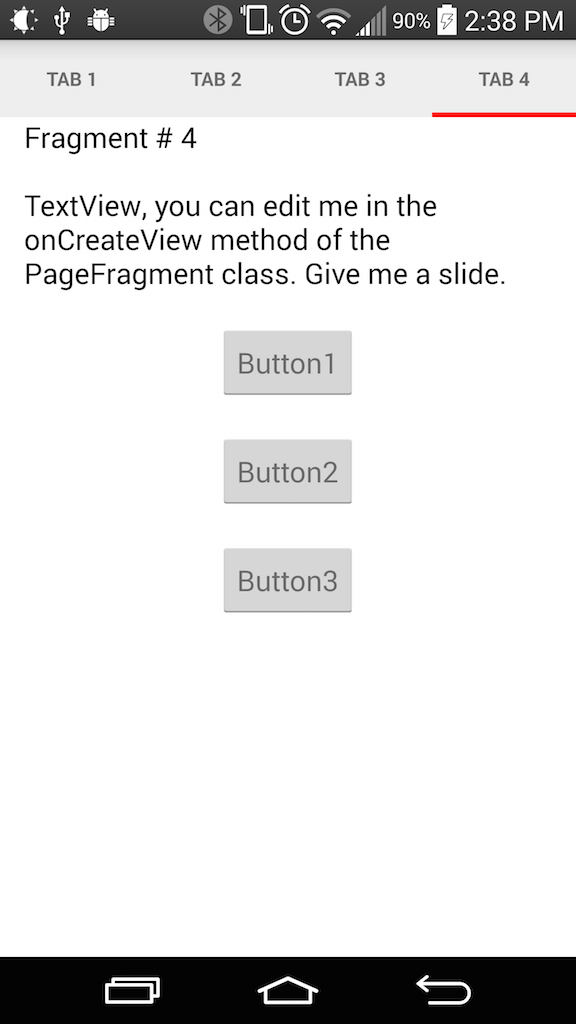 90% 2:38 PM
TAB 1 TAB 2 TAB 3 TAB 4
Fragment # 4
TextView, you can edit me in the
onCreateView method of the
PageFragment class. Give me a slide.
Button1
Button2
Button3